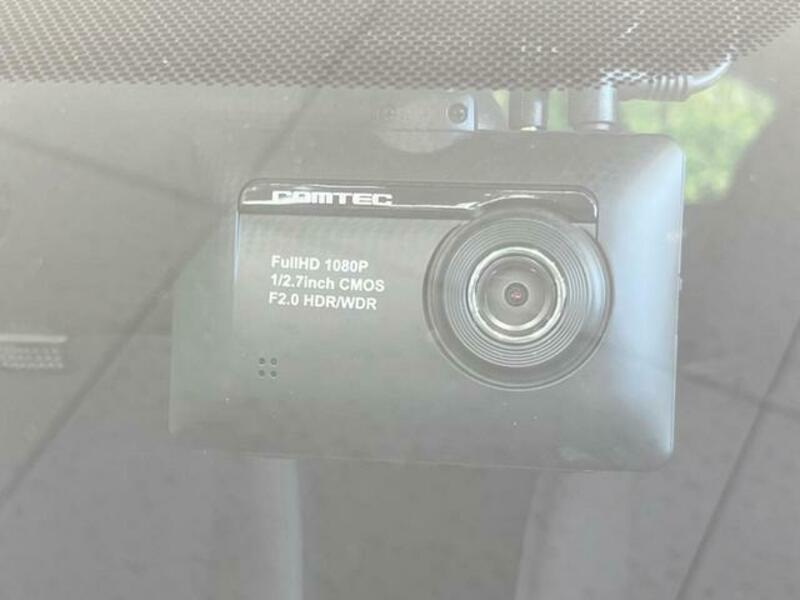 COMTEC
FullHD 1080P
1/2.7inch CMOS
F2.0 HDR/WDR